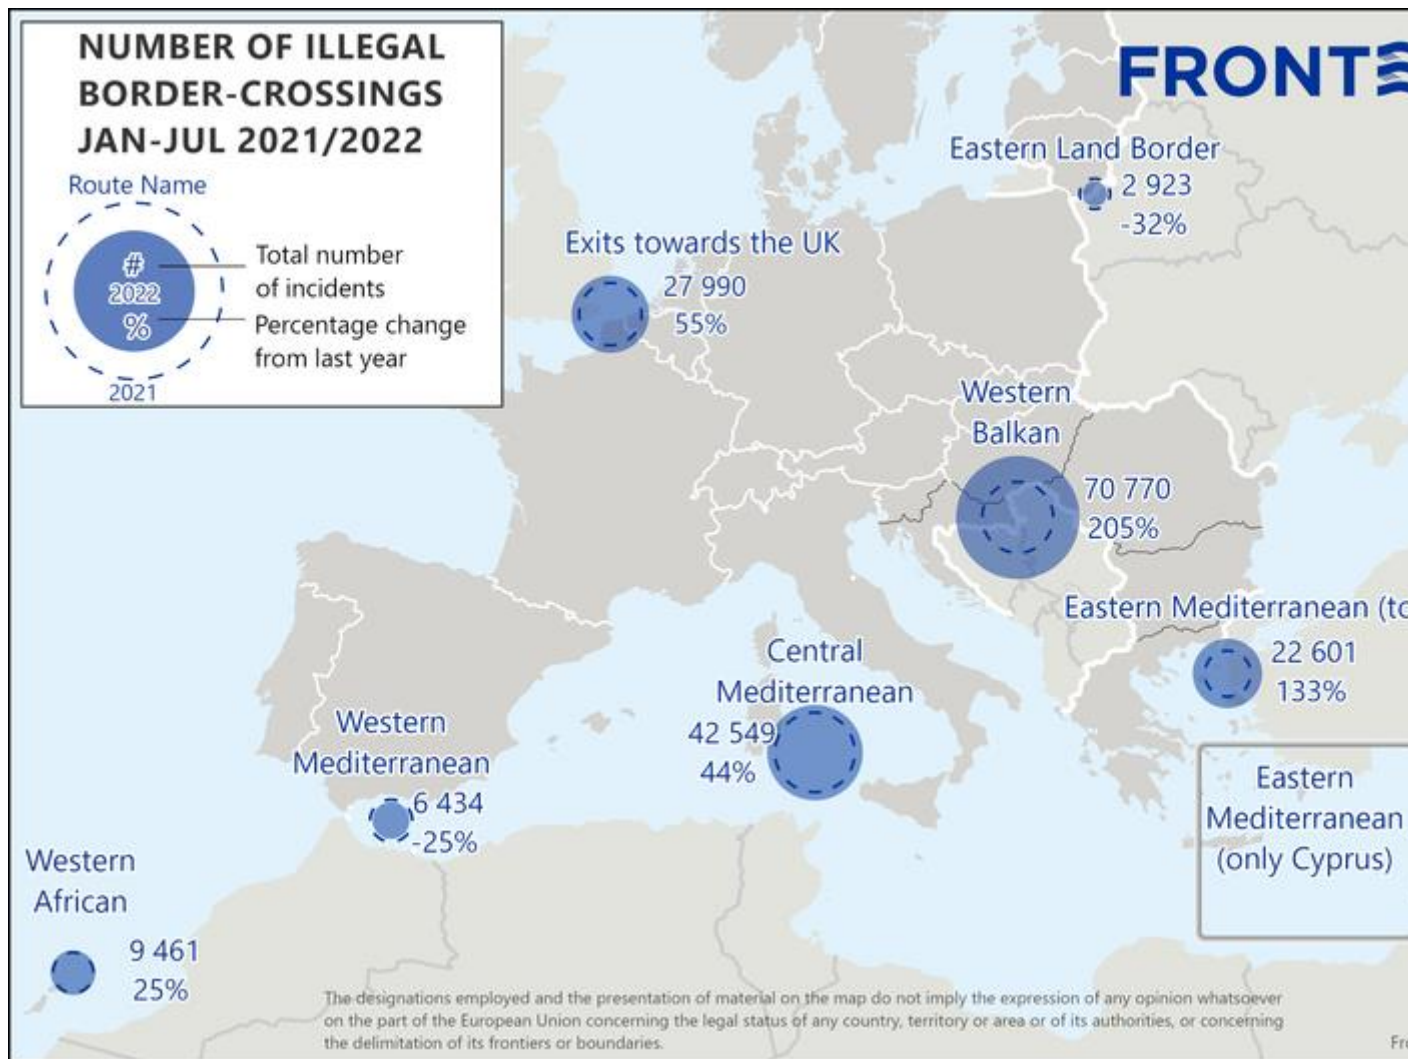 NUMBER OF ILLEGAL
BORDER-CROSSINGS
JAN-JUL 2021/2022
Route Name
#
2022
%
Total number
of incidents
Percentage change
from last year
2021
FRONTE
Eastern Land Border
2 923
-32%
Exits towards the UK
27 990
55%
Western
Balkan
70 770
205%
Eastern Mediterranean (to
22 601
133%
Central
Mediterranean
42 549
44%
Western
Mediterranean
6 434
-25%
Eastern
Mediterranean
(only Cyprus)
Western
African
9 461
25%
The designations employed and the presentation of material on the map do not imply the expression of any opinion whatsoever
on the part of the European Union concerning the legal status of any country, territory or area or of its authorities, or concerning
the delimitation of its frontiers or boundaries.
Fro